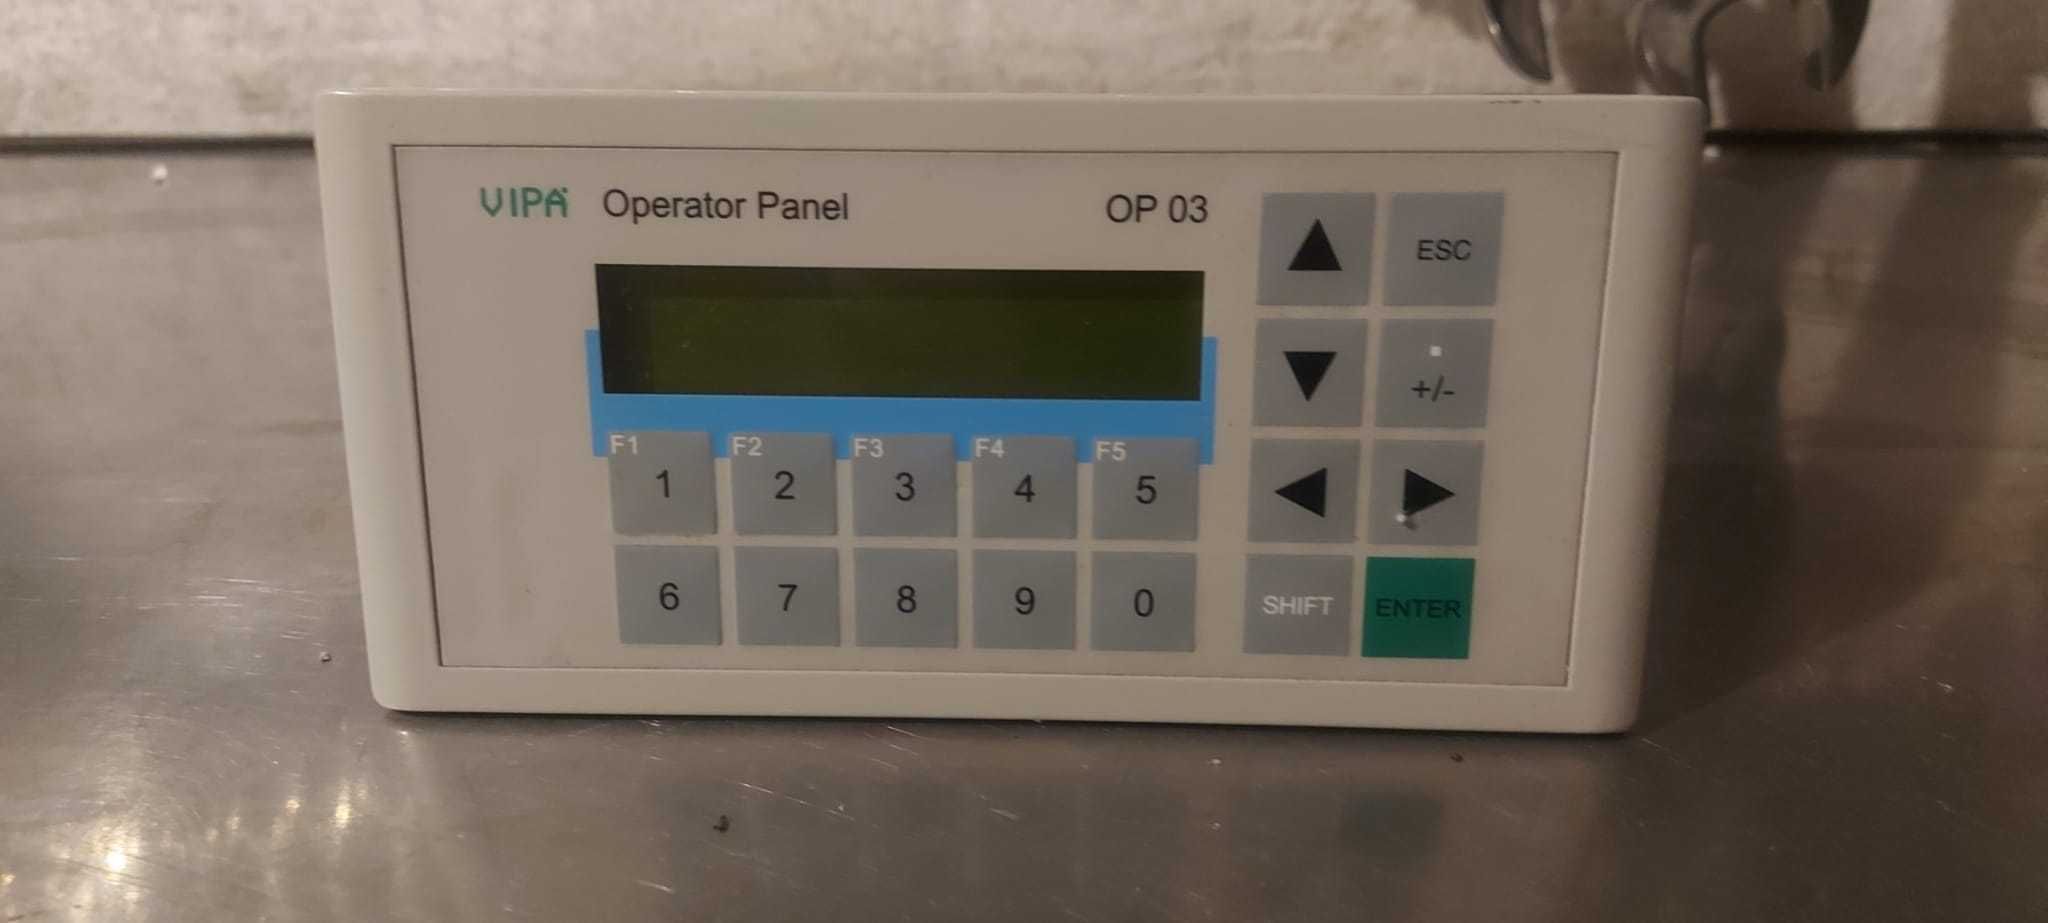 VIPA Operator Panel OP 03
ESC
+/-
F1 F2 F3 F4 F5
1 2 3 4 5
6 7 8 9 0
SHIFT ENTER